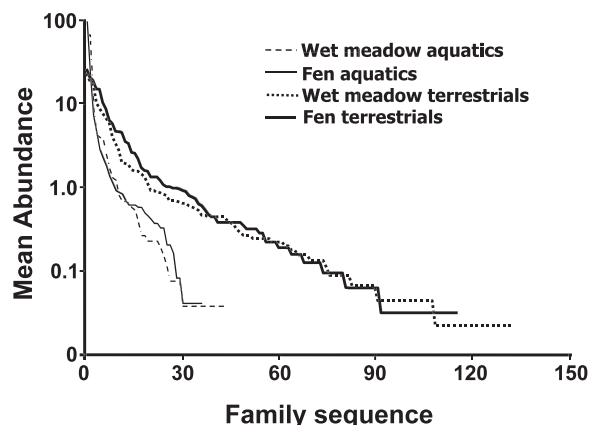 100
10
1.0
0.1
0
Mean Abundance
Wet meadow aquatics
Fen aquatics
Wet meadow terrestrials
Fen terrestrials
0 30 60 90 120 150
Family sequence